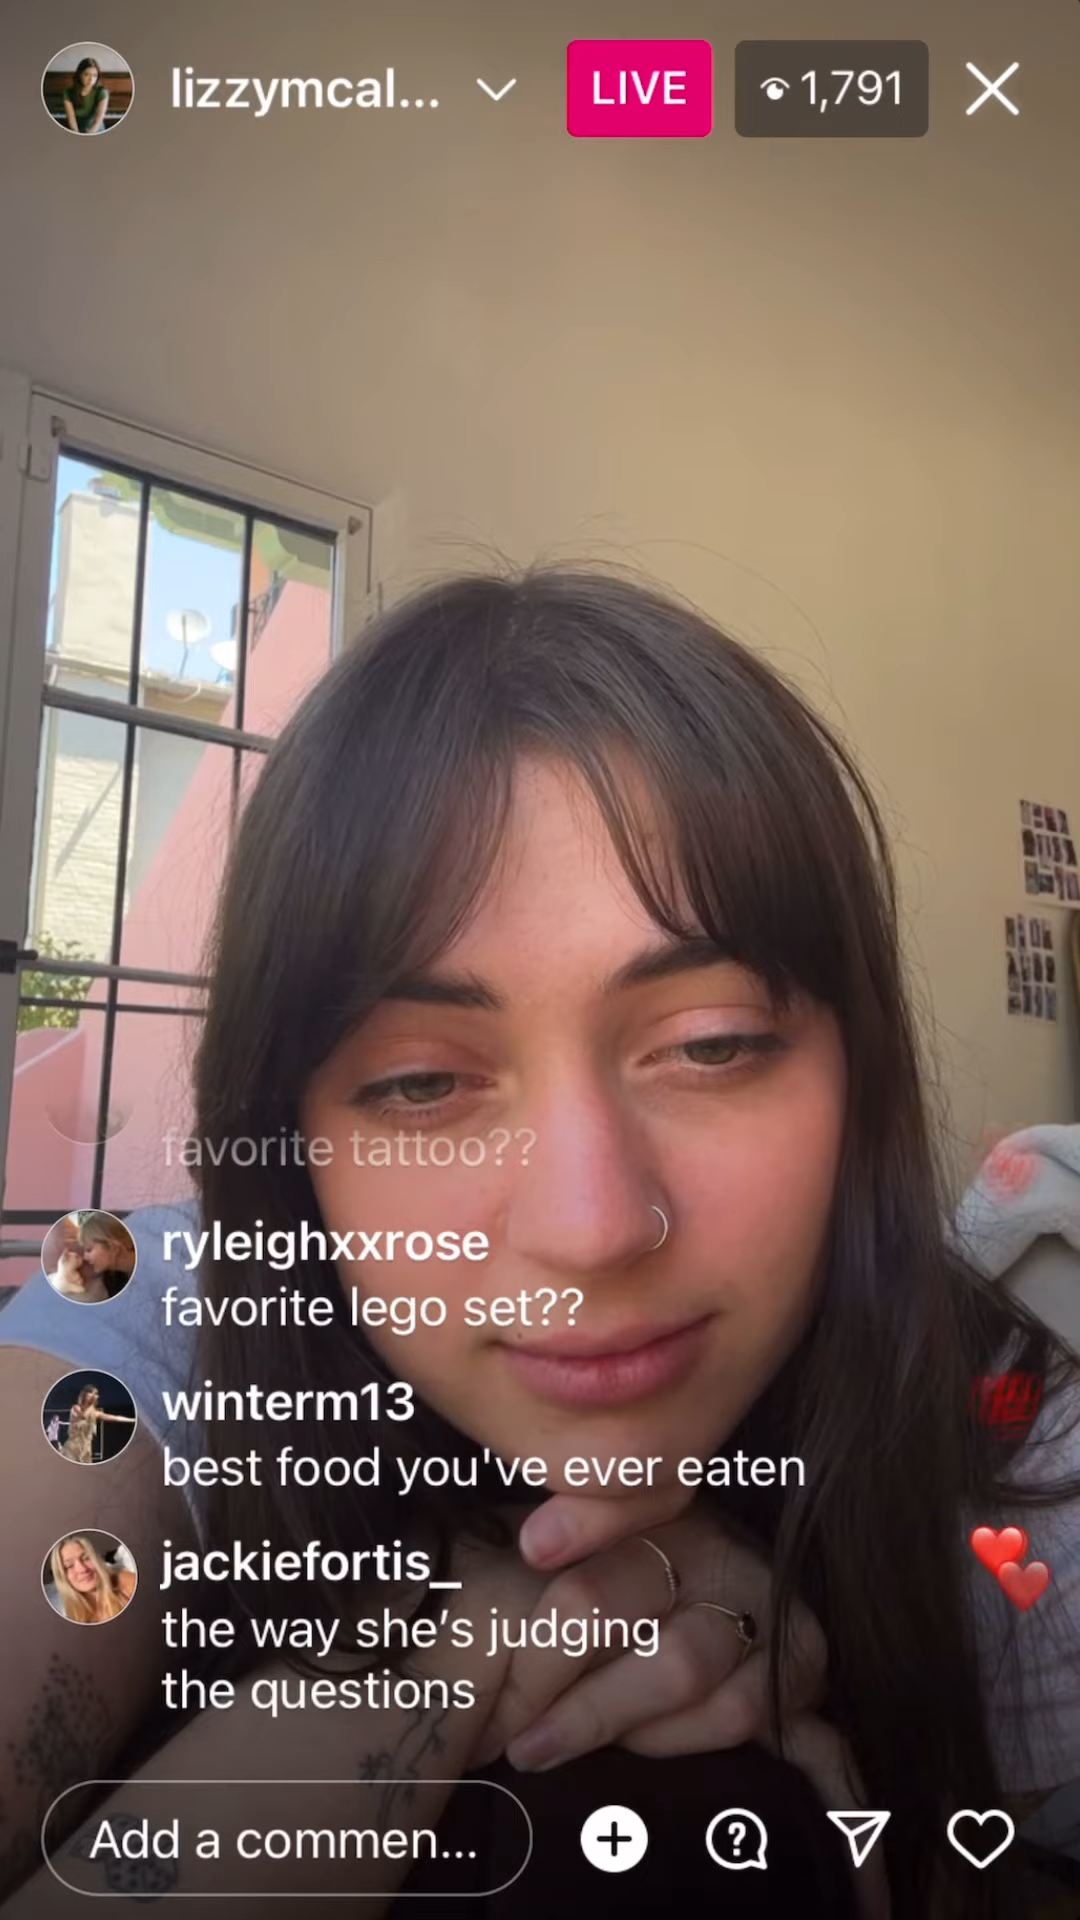 lizzymcal...
LIVE
1,791
favorite tattoo??
ryleighxxrose
favorite lego set??
winterm13
best food you've ever eaten
jackiefortis_
the way she’s judging
the questions
Add a commen...